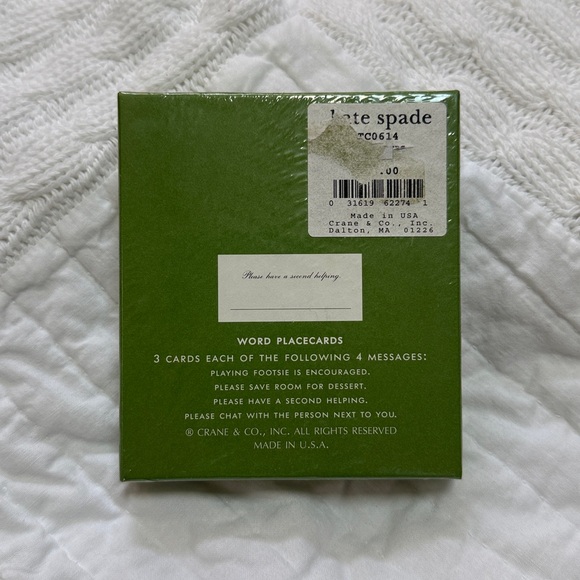 kate spade
TC0614
.00
0 31619 62274 1
Made in USA
Crane & Co., Inc.
Dalton, MA 01226
Please have a second helping.
WORD PLACECARDS
3 CARDS EACH OF THE FOLLOWING 4 MESSAGES:
PLAYING FOOTSIE IS ENCOURAGED.
PLEASE SAVE ROOM FOR DESSERT.
PLEASE HAVE A SECOND HELPING.
PLEASE CHAT WITH THE PERSON NEXT TO YOU.
® CRANE & CO., INC. ALL RIGHTS RESERVED
MADE IN U.S.A.